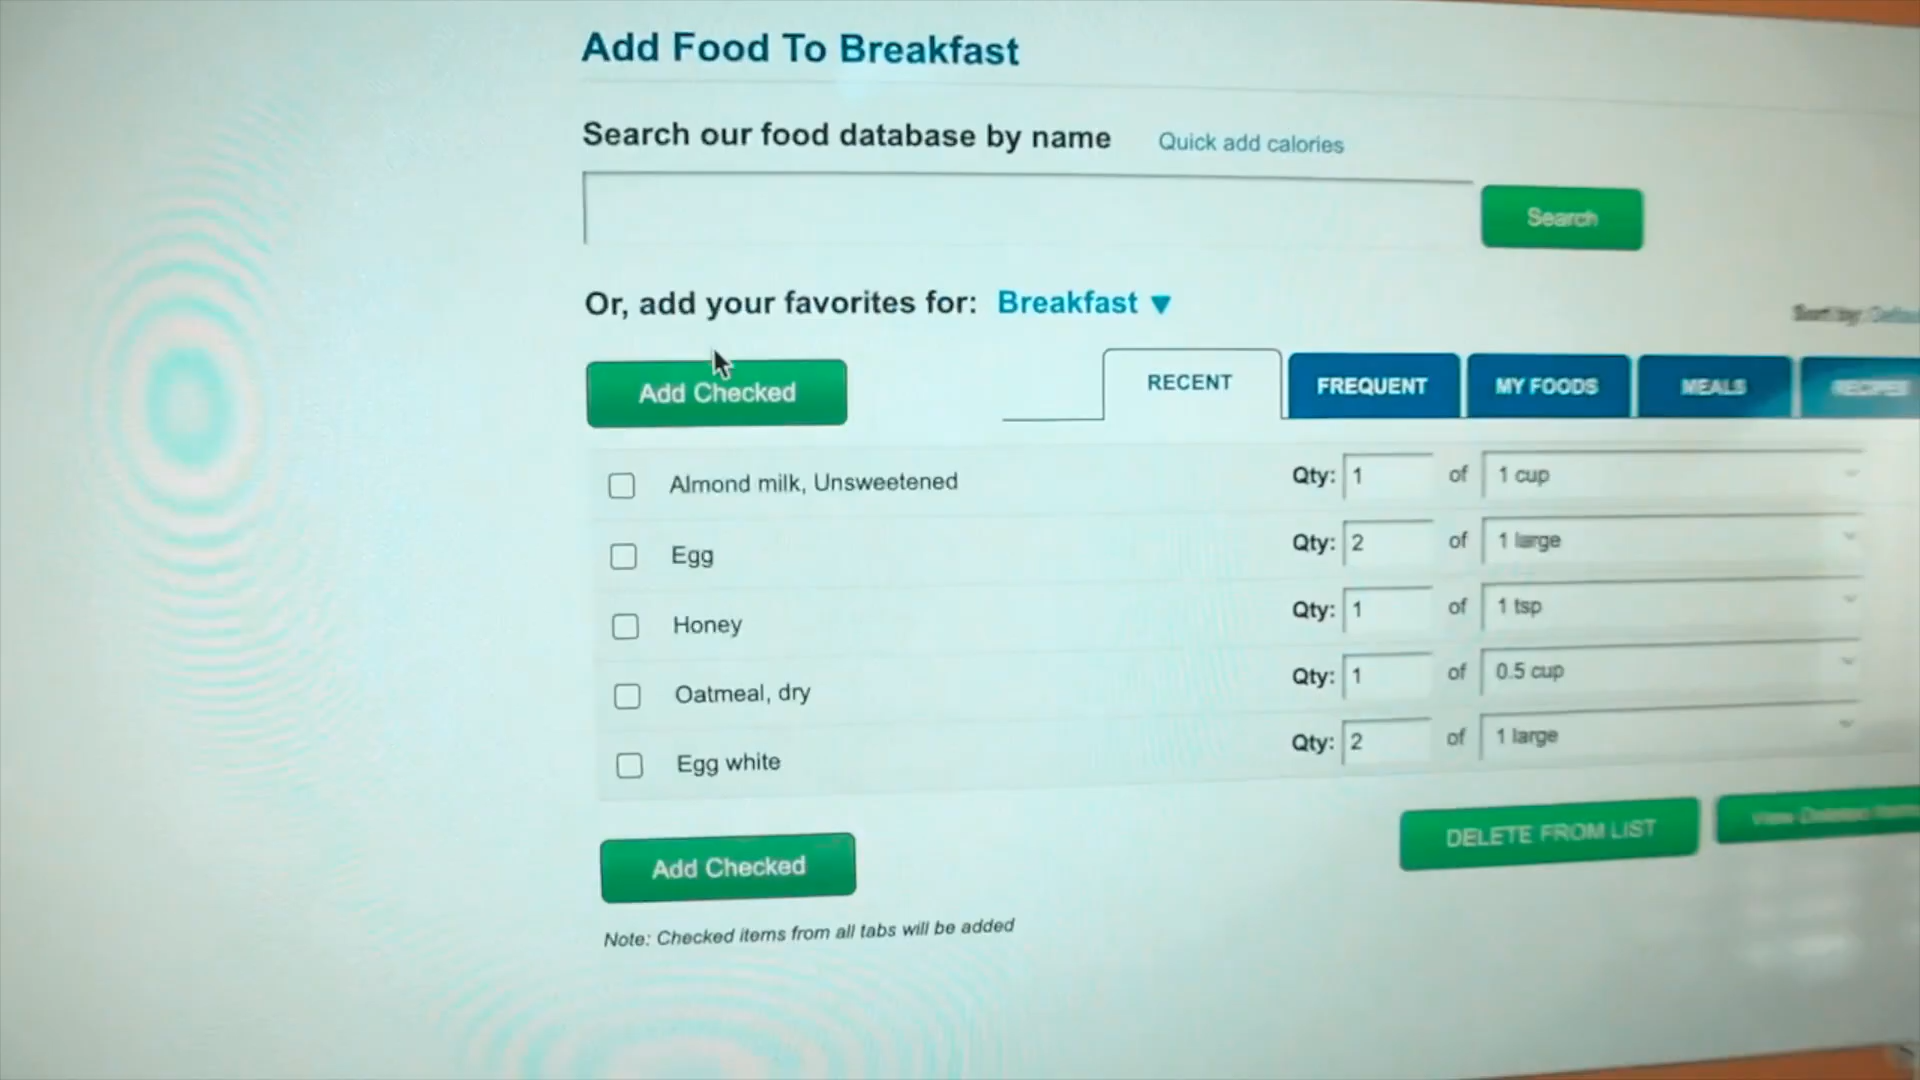 Add Food To Breakfast
Search our food database by name Quick add calories
Search
Or, add your favorites for: Breakfast ▼
Sort by:
Add Checked
RECENT FREQUENT MY FOODS MEALS RECIPES
Almond milk, Unsweetened Qty: 1 of 1 cup
Egg Qty: 2 of 1 large
Honey Qty: 1 of 1 tsp
Oatmeal, dry Qty: 1 of 0.5 cup
Egg white Qty: 2 of 1 large
Add Checked DELETE FROM LIST View
Note: Checked items from all tabs will be added